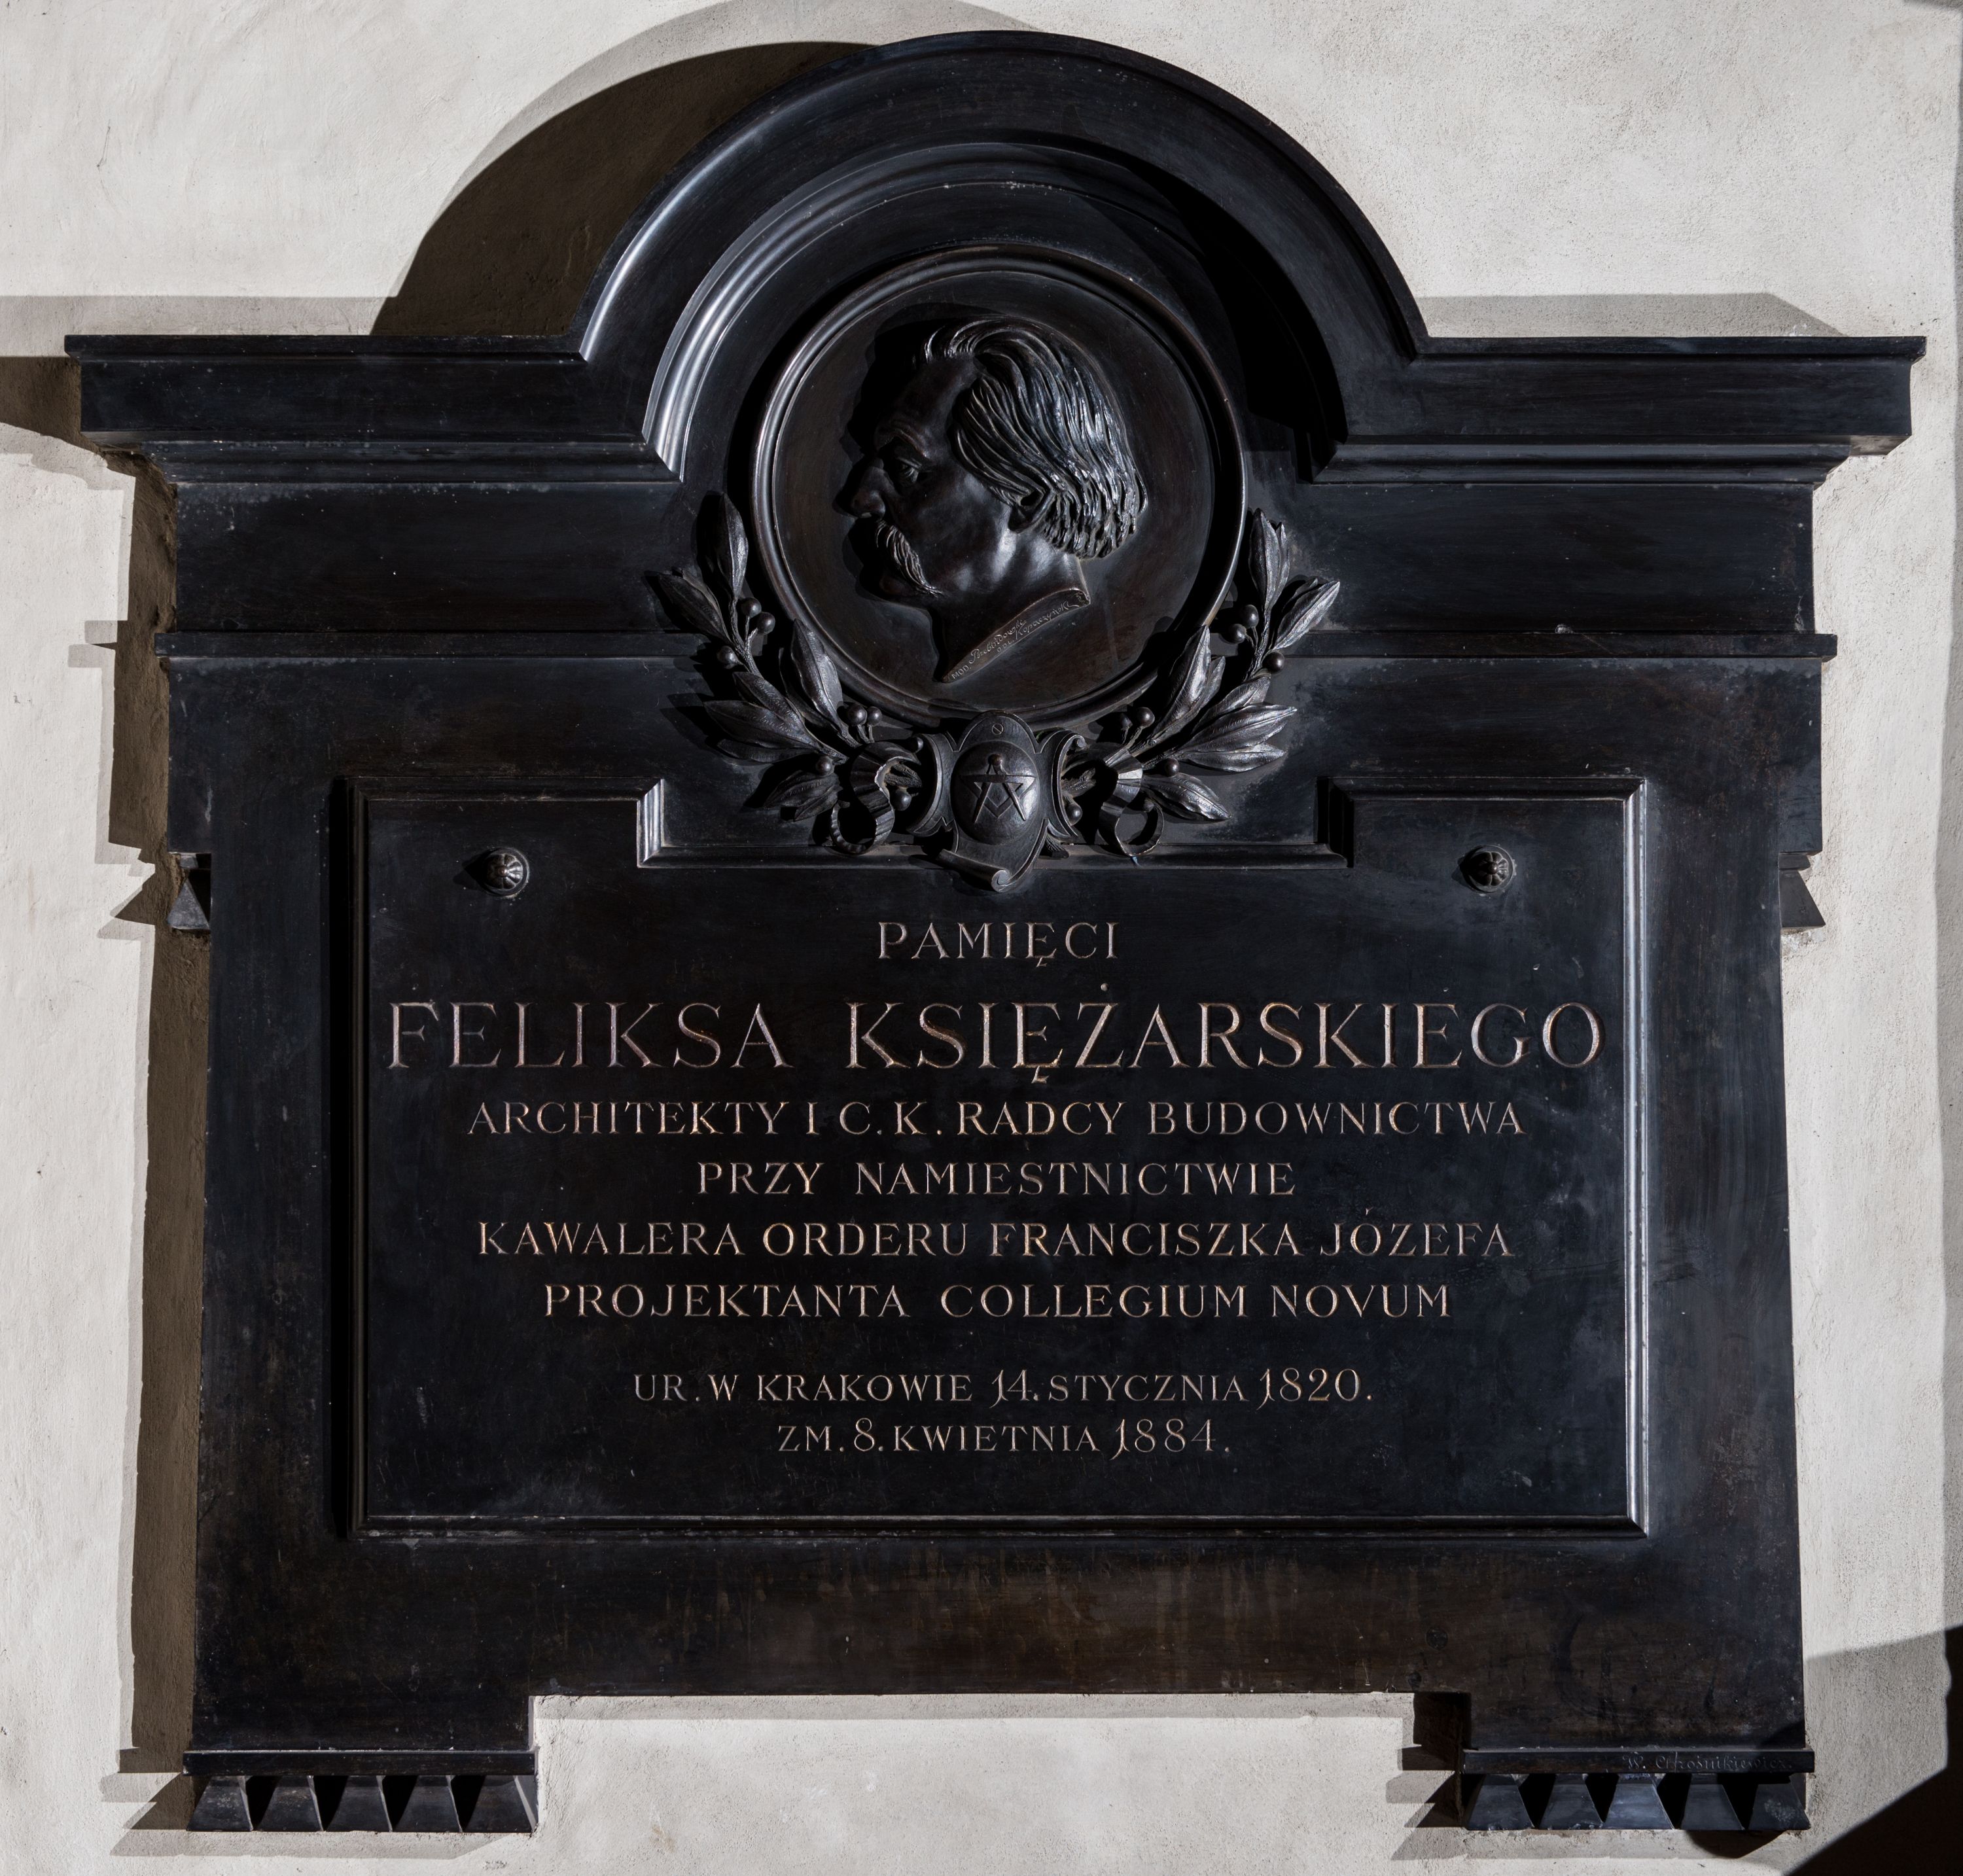 PAMIĘCI
FELIKSA KSIĘŻARSKIEGO
ARCHITEKTY I C.K. RADCY BUDOWNICTWA
PRZY NAMIESTNICTWIE
KAWALERA ORDERU FRANCISZKA JÓZEFA
PROJEKTANTA COLLEGIUM NOVUM
UR. W KRAKOWIE 14. STYCZNIA 1820.
ZM. 8. KWIETNIA 1884.